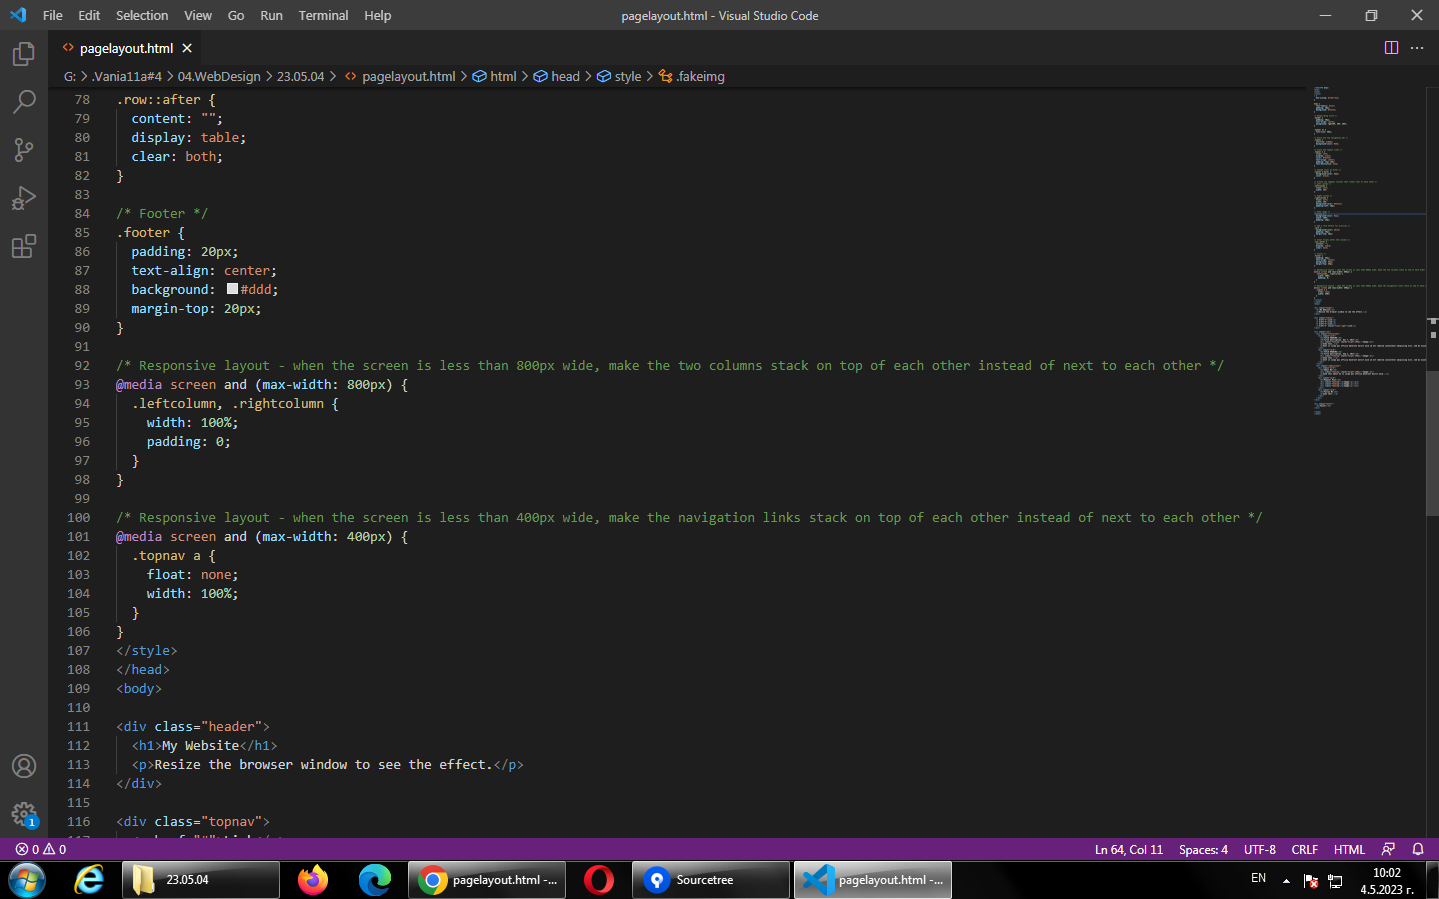 File Edit Selection View Go Run Terminal Help
pagelayout.html - Visual Studio Code
pagelayout.html
G: > .Vania11a#4 > 04.WebDesign > 23.05.04 > pagelayout.html > html > head > style > .fakeimg
78 .row::after {
79 content: "";
80 display: table;
81 clear: both;
82 }
83
84 /* Footer */
85 .footer {
86 padding: 20px;
87 text-align: center;
88 background: #ddd;
89 margin-top: 20px;
90 }
91
92 /* Responsive layout - when the screen is less than 800px wide, make the two columns stack on top of each other instead of next to each other */
93 @media screen and (max-width: 800px) {
94 .leftcolumn, .rightcolumn {
95 width: 100%;
96 padding: 0;
97 }
98 }
99
100 /* Responsive layout - when the screen is less than 400px wide, make the navigation links stack on top of each other instead of next to each other */
101 @media screen and (max-width: 400px) {
102 .topnav a {
103 float: none;
104 width: 100%;
105 }
106 }
107 </style>
108 </head>
109 <body>
110
111 <div class="header">
112 <h1>My Website</h1>
113 <p>Resize the browser window to see the effect.</p>
114 </div>
115
116 <div class="topnav">
1
0 0
Ln 64, Col 11 Spaces: 4 UTF-8 CRLF HTML
23.05.04
pagelayout.html -...
Sourcetree
pagelayout.html -...
EN
10:02
4.5.2023 г.